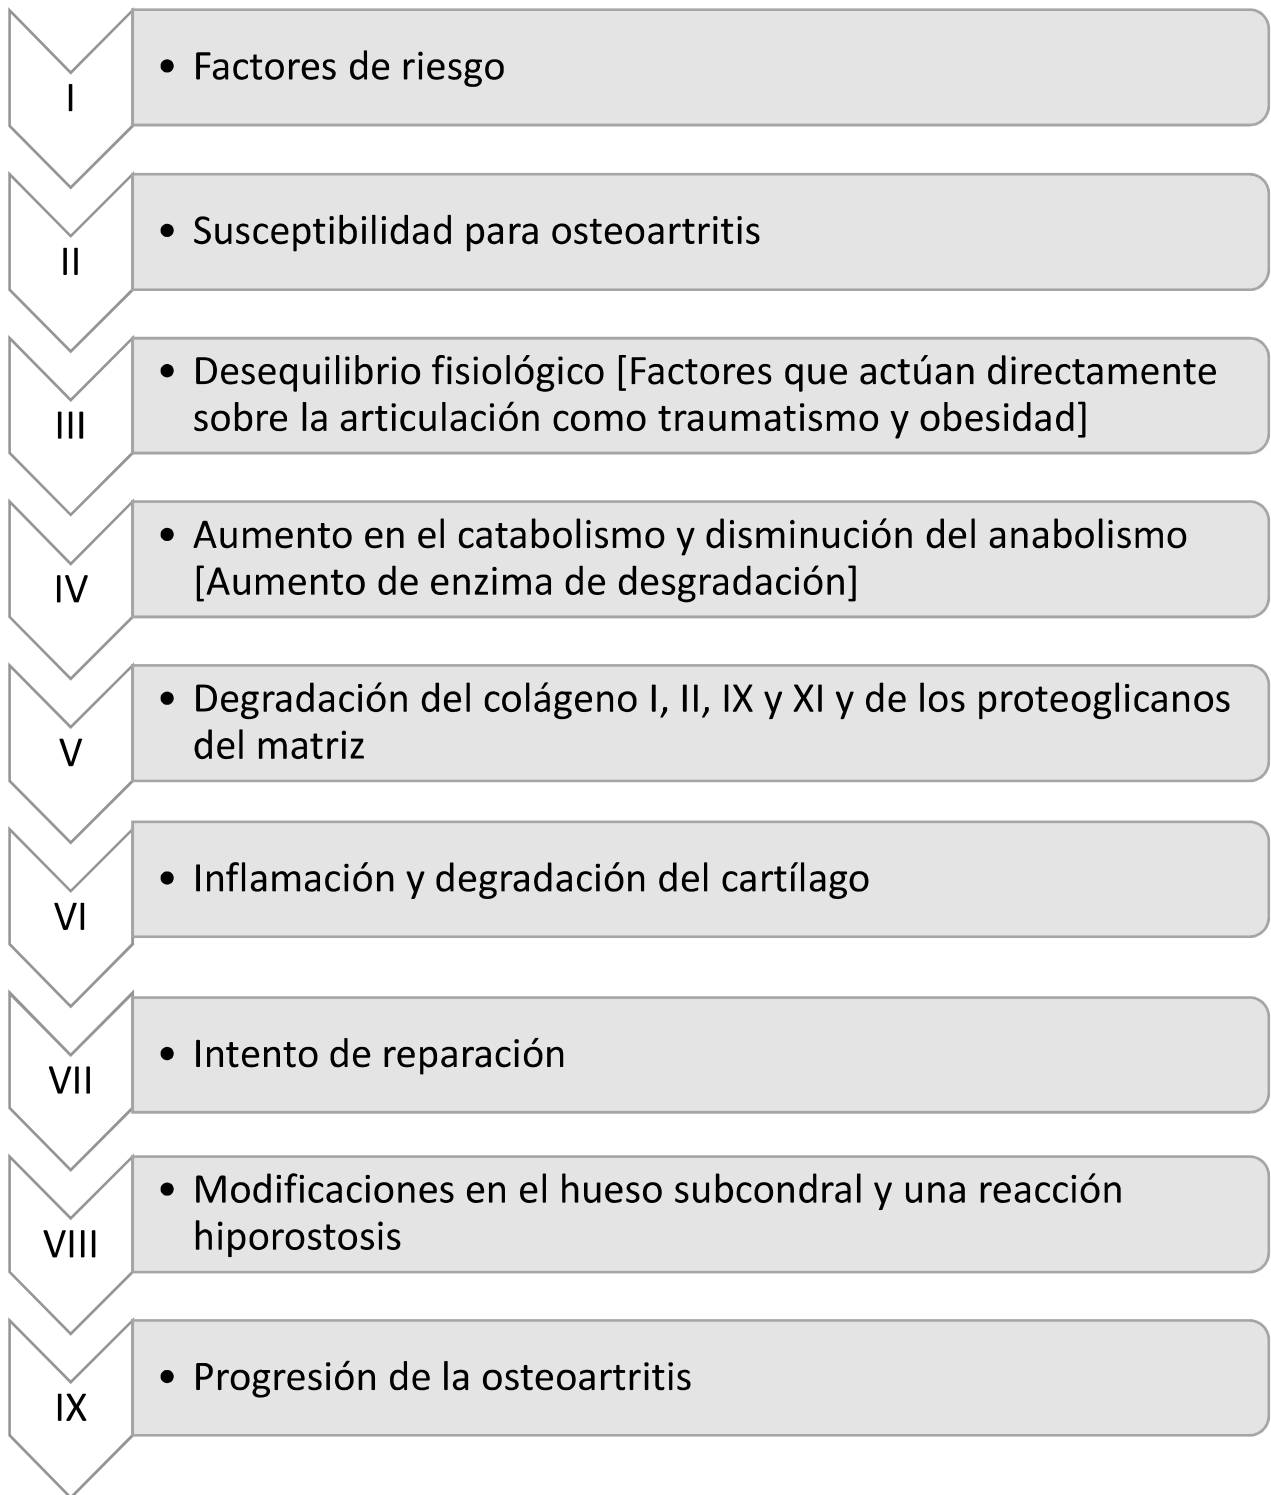 I
• Factores de riesgo
II
• Susceptibilidad para osteoartritis
III
• Desequilibrio fisiológico [Factores que actúan directamente
sobre la articulación como traumatismo y obesidad]
IV
• Aumento en el catabolismo y disminución del anabolismo
[Aumento de enzima de desgradación]
V
• Degradación del colágeno I, II, IX y XI y de los proteoglicanos
del matriz
VI
• Inflamación y degradación del cartílago
VII
• Intento de reparación
VIII
• Modificaciones en el hueso subcondral y una reacción
hiporostosis
IX
• Progresión de la osteoartritis